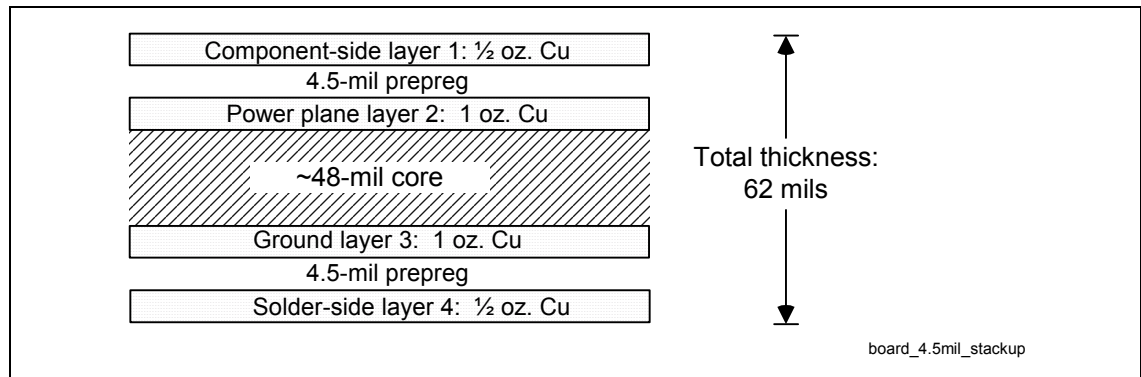 Component-side layer 1: ½ oz. Cu
4.5-mil prepreg
Power plane layer 2:  1 oz. Cu
~48-mil core
Total thickness:
62 mils
Ground layer 3:  1 oz. Cu
4.5-mil prepreg
Solder-side layer 4:  ½ oz. Cu
board_4.5mil_stackup